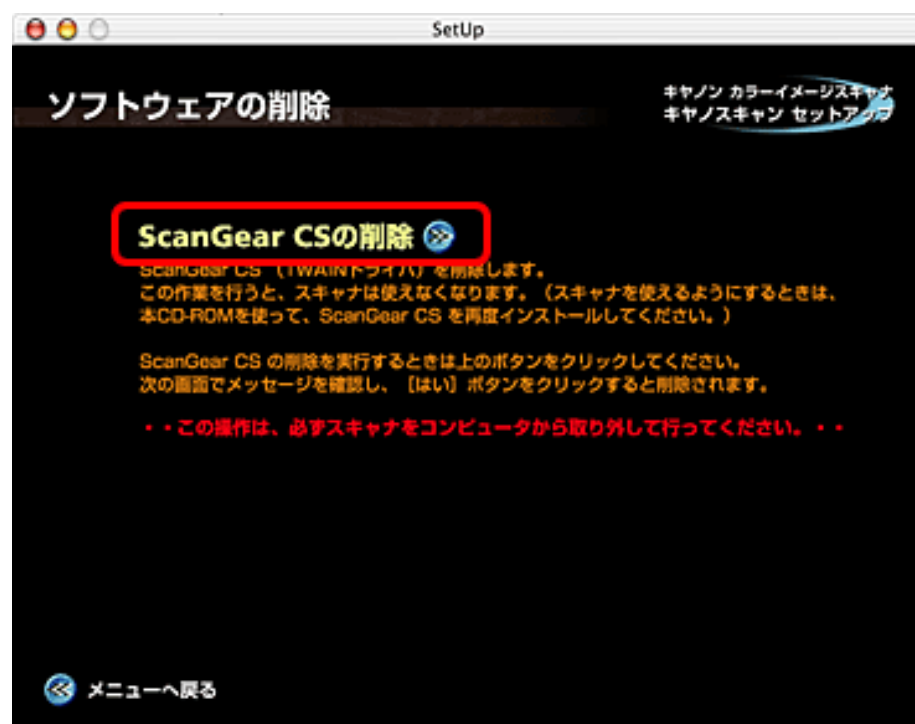 SetUp
ソフトウェアの削除
キヤノン カラーイメージスキャナ
キヤノスキャン セットアップ
ScanGear CSの削除
ScanGear CS （TWAINドライバ）を削除します。
この作業を行うと、スキャナは使えなくなります。（スキャナを使えるようにするときは、
本CD-ROMを使って、ScanGear CS を再度インストールしてください。）
ScanGear CS の削除を実行するときは上のボタンをクリックしてください。
次の画面でメッセージを確認し、［はい］ボタンをクリックすると削除されます。
・・この操作は、必ずスキャナをコンピュータから取り外して行ってください。・・
メニューへ戻る